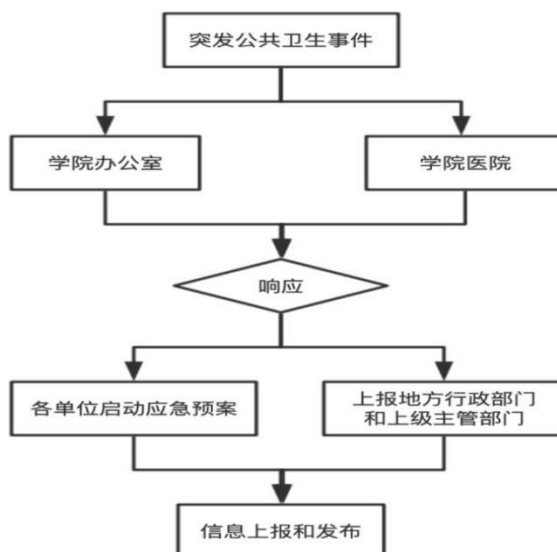 突发公共卫生事件
学院办公室
学院医院
响应
各单位启动应急预案
上报地方行政部门
和上级主管部门
信息上报和发布